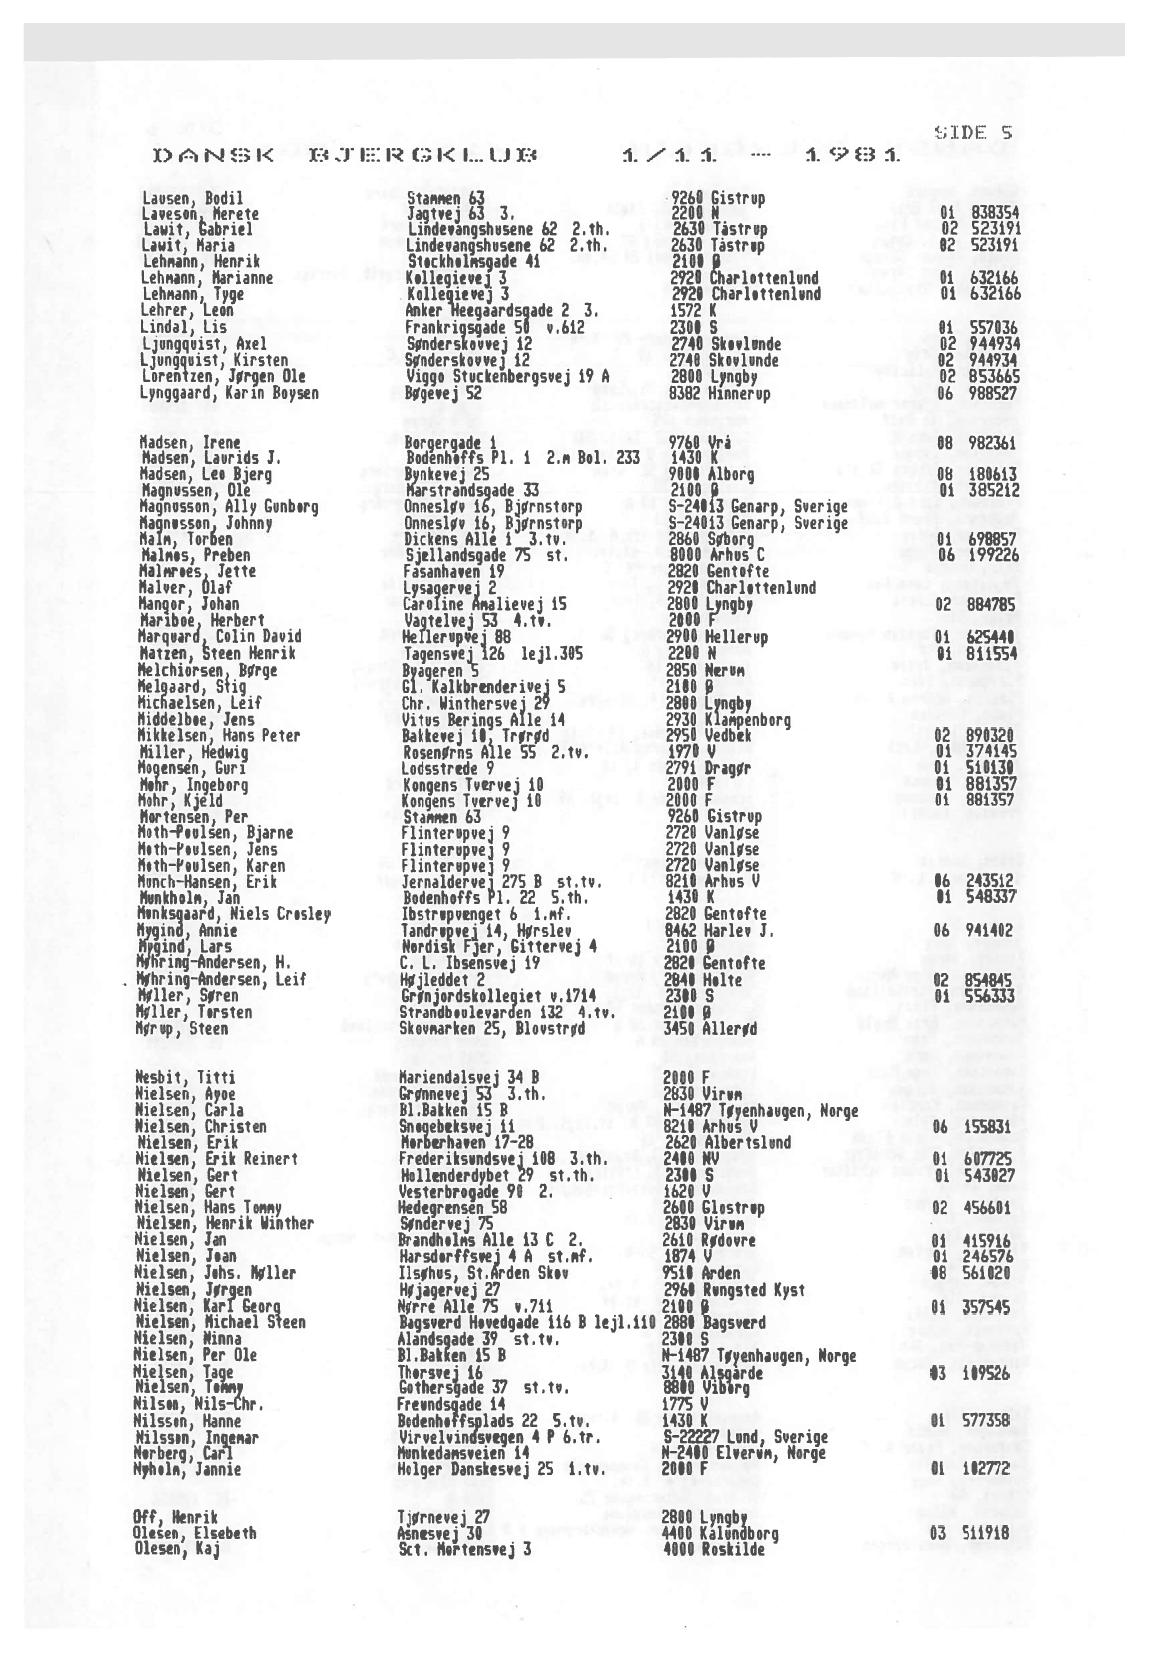 SIDE 5
DANSK BJERGKLUB 1/11 - 1981
Lausen, Bodil Stammen 63 9260 Gistrup
Laveson, Merete Jagtvej 63 3. 2200 N 01 838354
Lawit, Gabriel Lindevangshusene 62 2.th. 2630 Tåstrup 02 523191
Lawit, Maria Lindevangshusene 62 2.th. 2630 Tåstrup 02 523191
Lehmann, Henrik Stockholmsgade 41 2100 Ø
Lehmann, Marianne Kollegievej 3 2920 Charlottenlund 01 632166
Lehmann, Tyge Kollegievej 3 2920 Charlottenlund 01 632166
Lehrer, Leon Anker Heegaardsgade 2 3. 1572 K
Lindal, Lis Frankrigsgade 50 v.612 2300 S 01 557036
Ljungquist, Axel Sønderskovvej 12 2740 Skovlunde 02 944934
Ljungquist, Kirsten Sønderskovvej 12 2740 Skovlunde 02 944934
Lorentzen, Jørgen Ole Viggo Stuckenbergsvej 19 A 2800 Lyngby 02 853665
Lynggaard, Karin Boysen Bøgevej 52 8382 Hinnerup 06 988527
Madsen, Irene Borgergade 1 9760 Vrå 08 982361
Madsen, Laurids J. Bodenhoffs Pl. 1 2.m Bol. 233 1430 K
Madsen, Leo Bjerg Bynkevej 25 9000 Ålborg 08 180613
Magnussen, Ole Marstrandsgade 33 2100 Ø 01 385212
Magnusson, Ally Gunborg Onnesløv 16, Bjørnstorp S-24013 Genarp, Sverige
Magnusson, Johnny Onnesløv 16, Bjørnstorp S-24013 Genarp, Sverige
Malm, Torben Dickens Alle 1 3.tv. 2860 Søborg 01 698857
Malmos, Preben Sjellandsgade 75 st. 8000 Århus C 06 199226
Malmroes, Jette Fasanhaven 19 2820 Gentofte
Malver, Olaf Lysagervej 2 2920 Charlottenlund
Mangor, Johan Caroline Amalievej 15 2800 Lyngby 02 884785
Mariboe, Herbert Vagtelvej 53 4.tv. 2000 F
Marquard, Colin David Hellerupvej 88 2900 Hellerup 01 625440
Matzen, Steen Henrik Tagensvej 126 lejl.305 2200 N 01 811554
Melchiorsen, Børge Byageren 5 2850 Nerum
Melgaard, Stig Gl. Kalkbrenderivej 5 2100 Ø
Michaelsen, Leif Chr. Winthersvej 29 2800 Lyngby
Middelboe, Jens Vitus Berings Alle 14 2930 Klampenborg
Mikkelsen, Hans Peter Bakkevej 10, Trørød 2950 Vedbek 02 890320
Miller, Hedwig Rosenørns Alle 55 2.tv. 1970 V 01 374145
Mogensen, Guri Lodsstrede 9 2791 Dragør 01 510130
Mohr, Ingeborg Kongens Tvervej 10 2000 F 01 881357
Mohr, Kjeld Kongens Tvervej 10 2000 F 01 881357
Mortensen, Per Stammen 63 9260 Gistrup
Moth-Poulsen, Bjarne Flinterupvej 9 2720 Vanløse
Moth-Poulsen, Jens Flinterupvej 9 2720 Vanløse
Moth-Poulsen, Karen Flinterupvej 9 2720 Vanløse
Munch-Hansen, Erik Jernaldervej 275 B st.tv. 8210 Århus V 06 243512
Munkholm, Jan Bodenhoffs Pl. 22 5.th. 1430 K 01 548337
Munksgaard, Niels Crosley Ibstrupvenget 6 1.mf. 2820 Gentofte
Mygind, Annie Tandrupvej 14, Hørslev 8462 Harlev J. 06 941402
Mygind, Lars Nordisk Fjer, Gittervej 4 2100 Ø
Møhring-Andersen, H. C. L. Ibsensvej 19 2820 Gentofte
Møhring-Andersen, Leif Højleddet 2 2840 Holte 02 854845
Møller, Søren Grønjordskollegiet v.1714 2300 S 01 556333
Møller, Torsten Strandboulevarden 132 4.tv. 2100 Ø
Mørup, Steen Skovmarken 25, Blovstrød 3450 Allerød
Nesbit, Titti Mariendalsvej 34 B 2000 F
Nielsen, Ayoe Grønnevej 53 3.th. 2830 Virum
Nielsen, Carla Bl.Bakken 15 B N-1487 Tøyenhaugen, Norge
Nielsen, Christen Snogebeksvej 11 8210 Århus V 06 155831
Nielsen, Erik Morberhaven 17-28 2620 Albertslund
Nielsen, Erik Reinert Frederiksundsvej 108 3.th. 2400 NV 01 607725
Nielsen, Gert Hollenderdybet 29 st.th. 2300 S 01 543027
Nielsen, Gert Vesterbrogade 90 2. 1620 V
Nielsen, Hans Tommy Hedegrensen 58 2600 Glostrup 02 456601
Nielsen, Henrik Winther Søndervej 75 2830 Virum
Nielsen, Jan Brandholms Alle 13 C 2. 2610 Rødovre 01 415916
Nielsen, Joan Harsdorffsvej 4 A st.mf. 1874 V 01 246576
Nielsen, Johs. Møller Ilsøhus, St.Arden Skov 9510 Arden 08 561020
Nielsen, Jørgen Højagervej 27 2960 Rungsted Kyst
Nielsen, Karl Georg Nørre Alle 75 v.711 2100 Ø 01 357545
Nielsen, Michael Steen Bagsverd Hovedgade 116 B lejl.110 2880 Bagsverd
Nielsen, Ninna Ålandsgade 39 st.tv. 2300 S
Nielsen, Per Ole Bl.Bakken 15 B N-1487 Tøyenhaugen, Norge
Nielsen, Tage Thorsvej 16 3140 Ålsgårde 03 109526
Nielsen, Tommy Gothersgade 37 st.tv. 8800 Viborg
Nilson, Nils-Chr. Freundsgade 14 1775 V
Nilsson, Hanne Bodenhoffsplads 22 5.tv. 1430 K 01 577358
Nilsson, Ingemar Virvelvindsvegen 4 P 6.tr. S-22227 Lund, Sverige
Norberg, Carl Munkedamsveien 14 N-2400 Elverum, Norge
Nyholm, Jannie Holger Danskesvej 25 1.tv. 2000 F 01 102772
Off, Henrik Tjørnevej 27 2800 Lyngby
Olesen, Elsebeth Asnesvej 30 4400 Kalundborg 03 511918
Olesen, Kaj Sct. Mortensvej 3 4000 Roskilde